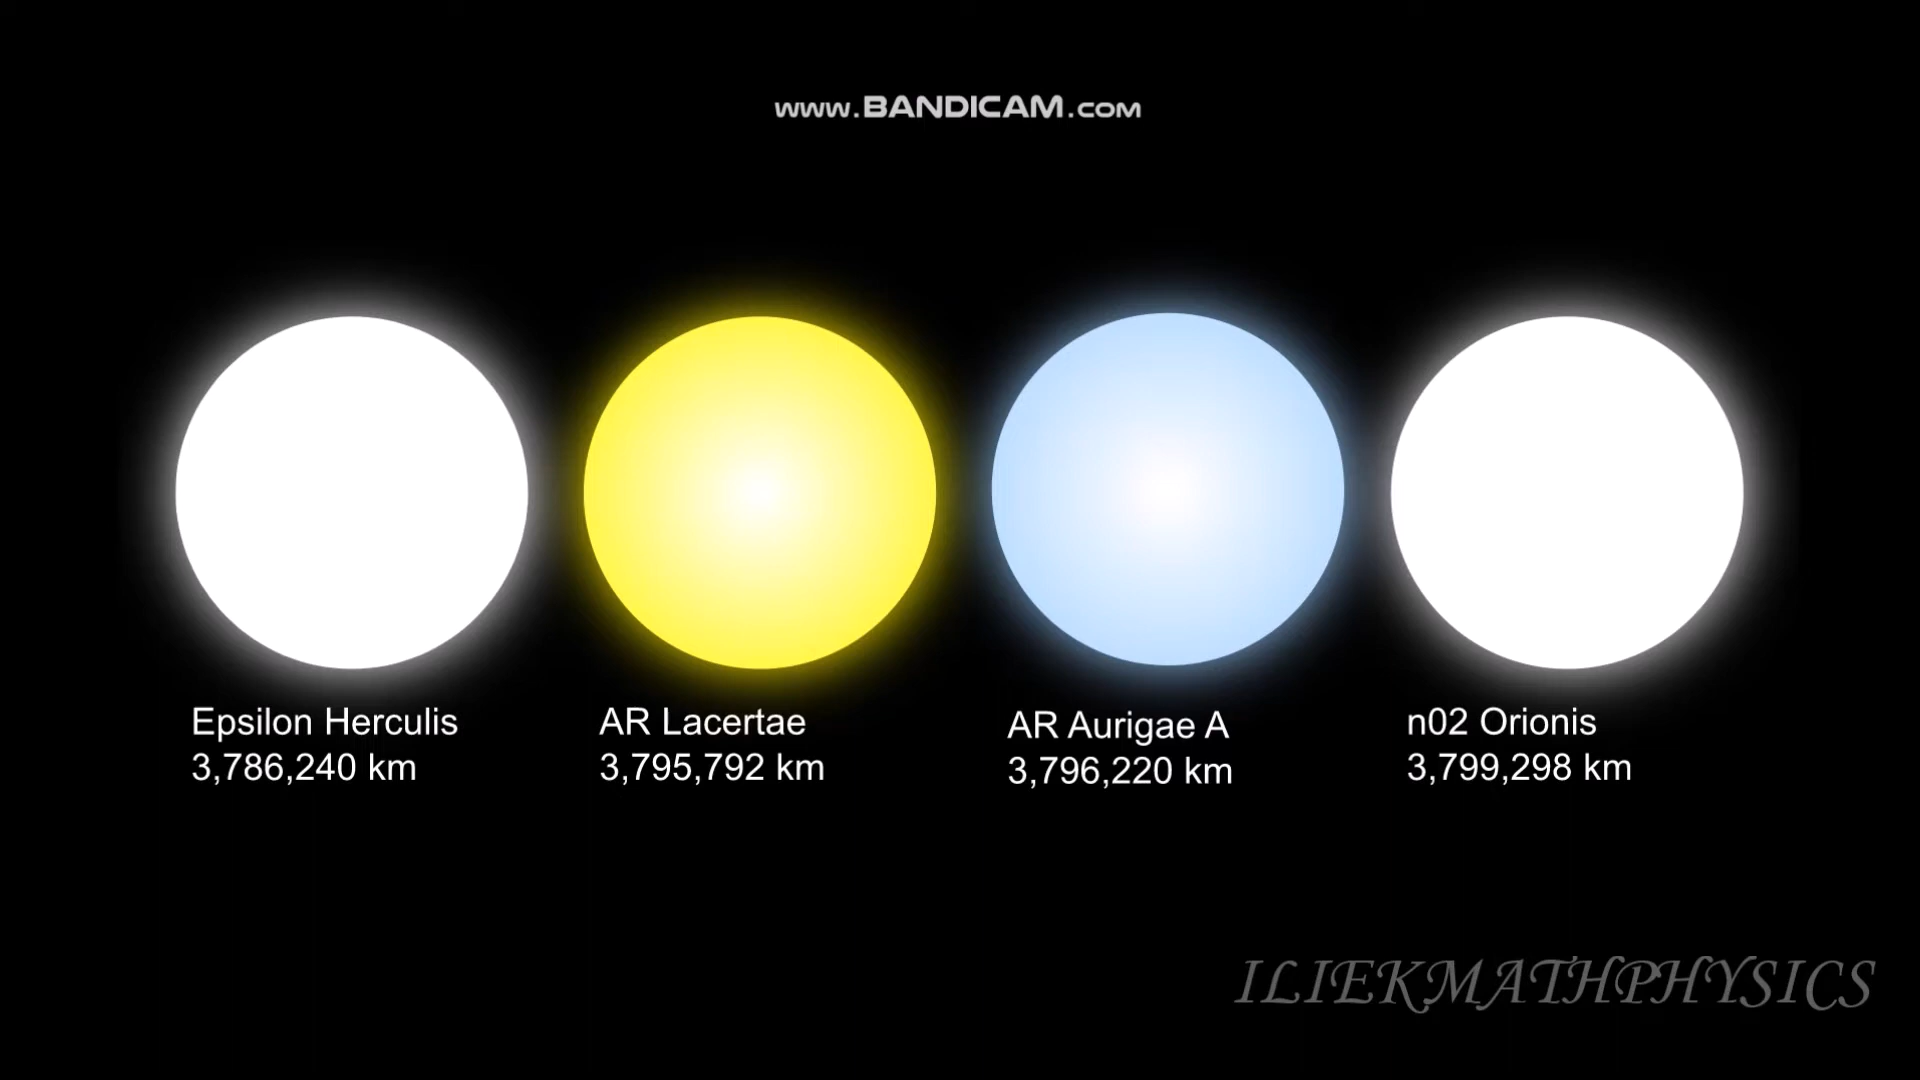 www.BANDICAM.com
Epsilon Herculis
3,786,240 km
AR Lacertae
3,795,792 km
AR Aurigae A
3,796,220 km
n02 Orionis
3,799,298 km
ILIEKMATHPHYSICS